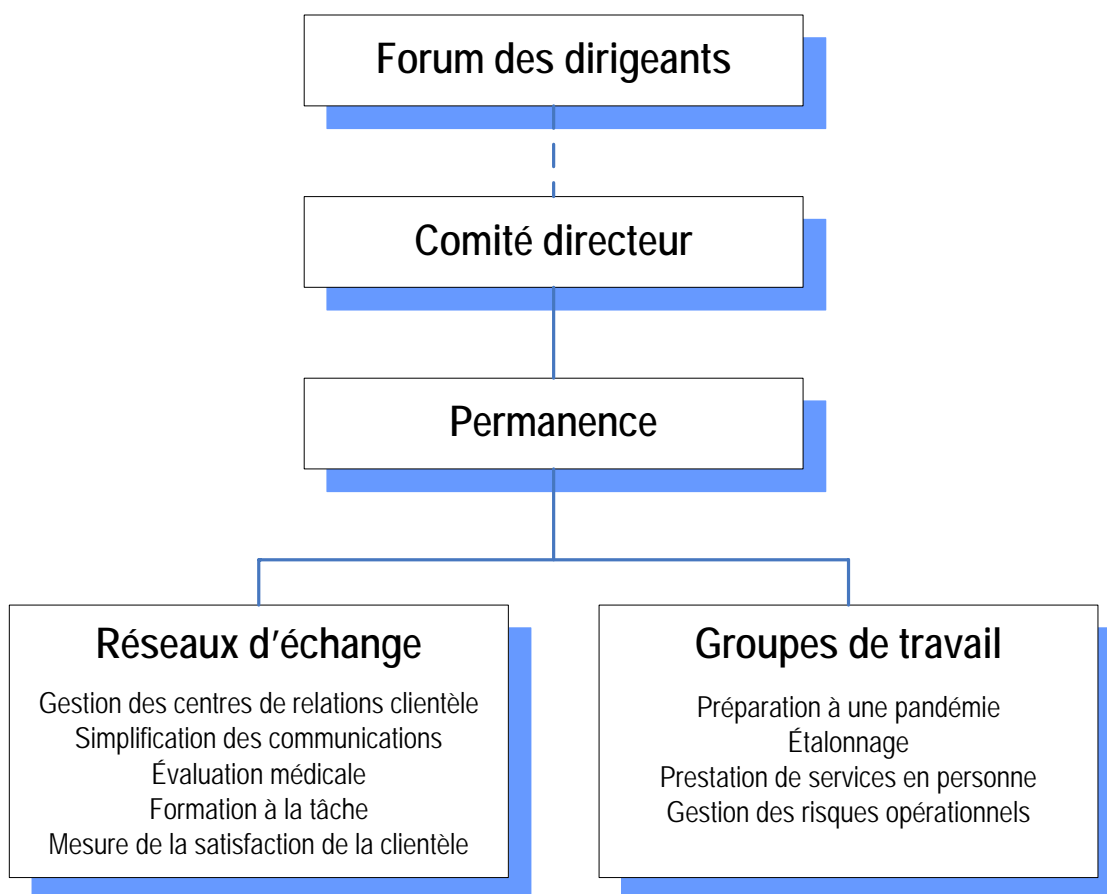 Forum des dirigeants
Comité directeur
Permanence
Réseaux d’échange
Gestion des centres de relations clientèle
Simplification des communications
Évaluation médicale
Formation à la tâche
Mesure de la satisfaction de la clientèle
Groupes de travail
Préparation à une pandémie
Étalonnage
Prestation de services en personne
Gestion des risques opérationnels